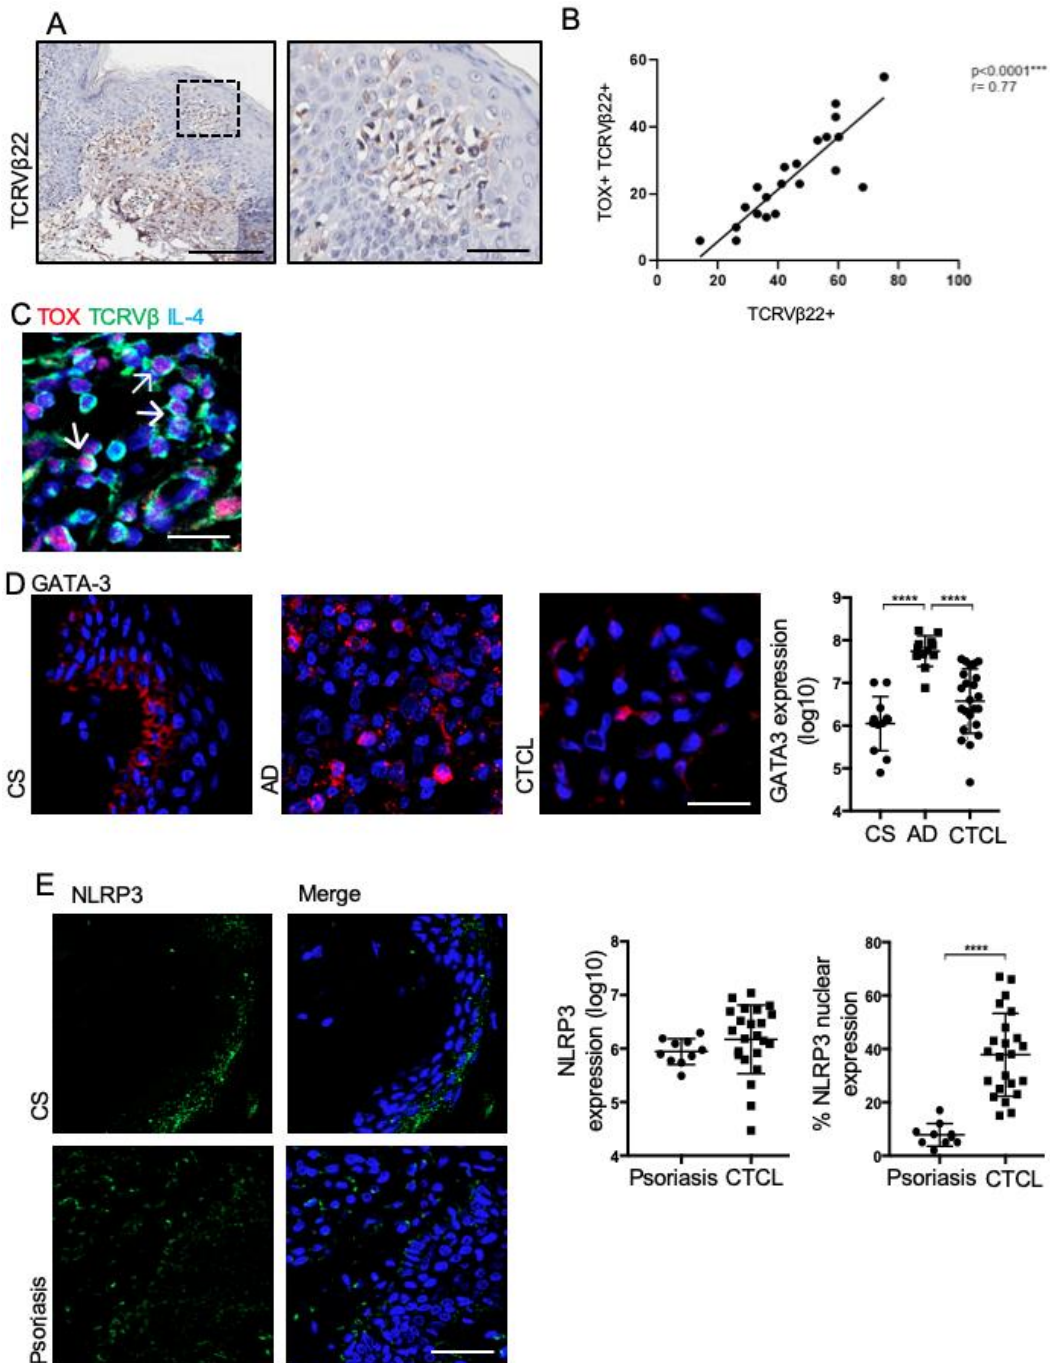 A
TCRVβ22
B
TOX+ TCRVβ22+
60
40
20
0
0 20 40 60 80 100
TCRVβ22+
p<0.0001***
r= 0.77
C TOX TCRVβ IL-4
D GATA-3
CS
AD
CTCL
GATA3 expression
(log10)
9
8
7
6
5
4
**** ****
CS AD CTCL
E NLRP3 Merge
CS
Psoriasis
NLRP3
expression (log10)
8
7
6
5
4
Psoriasis CTCL
% NLRP3 nuclear
expression
80
60
40
20
0
****
Psoriasis CTCL